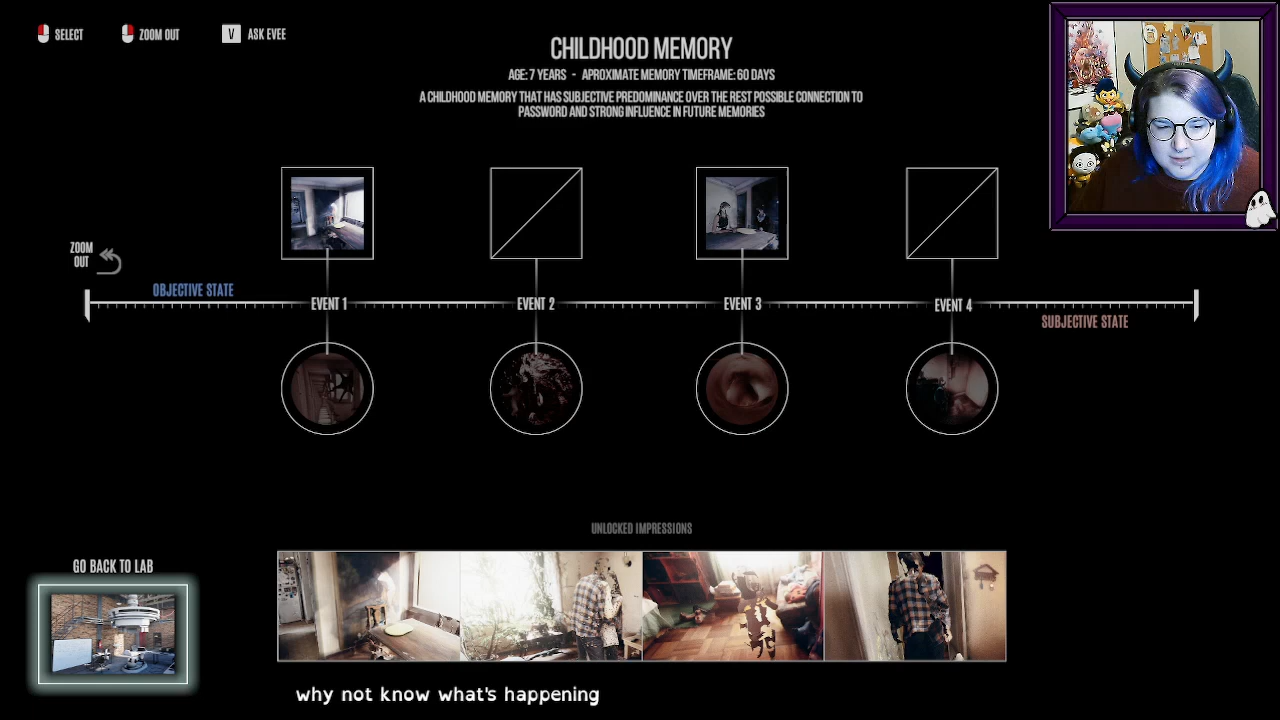 SELECT
ZOOM OUT
V
ASK EVEE
CHILDHOOD MEMORY
AGE: 7 YEARS - APROXIMATE MEMORY TIMEFRAME: 60 DAYS
A CHILDHOOD MEMORY THAT HAS SUBJECTIVE PREDOMINANCE OVER THE REST POSSIBLE CONNECTION TO
PASSWORD AND STRONG INFLUENCE IN FUTURE MEMORIES
ZOOM
OUT
OBJECTIVE STATE
EVENT 1
EVENT 2
EVENT 3
EVENT 4
SUBJECTIVE STATE
UNLOCKED IMPRESSIONS
GO BACK TO LAB
why not know what's happening